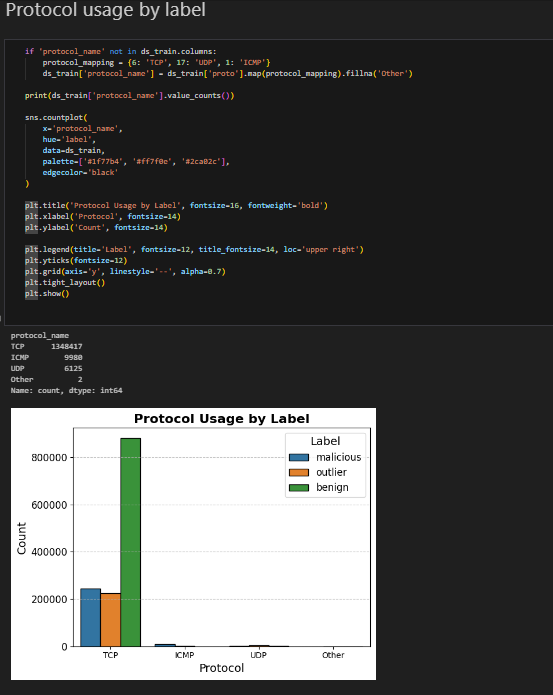 Protocol usage by label
if 'protocol_name' not in ds_train.columns:
    protocol_mapping = {6: 'TCP', 17: 'UDP', 1: 'ICMP'}
    ds_train['protocol_name'] = ds_train['proto'].map(protocol_mapping).fillna('Other')
print(ds_train['protocol_name'].value_counts())
sns.countplot(
    x='protocol_name',
    hue='label',
    data=ds_train,
    palette=['#1f77b4', '#ff7f0e', '#2ca02c'],
    edgecolor='black'
)
plt.title('Protocol Usage by Label', fontsize=16, fontweight='bold')
plt.xlabel('Protocol', fontsize=14)
plt.ylabel('Count', fontsize=14)
plt.legend(title='Label', fontsize=12, title_fontsize=14, loc='upper right')
plt.yticks(fontsize=12)
plt.grid(axis='y', linestyle='--', alpha=0.7)
plt.tight_layout()
plt.show()
protocol_name
TCP 1348417
ICMP 9980
UDP 6125
Other 2
Name: count, dtype: int64
Protocol Usage by Label
Label
malicious
outlier
benign
800000
600000
400000
200000
0
Count
TCP ICMP UDP Other
Protocol